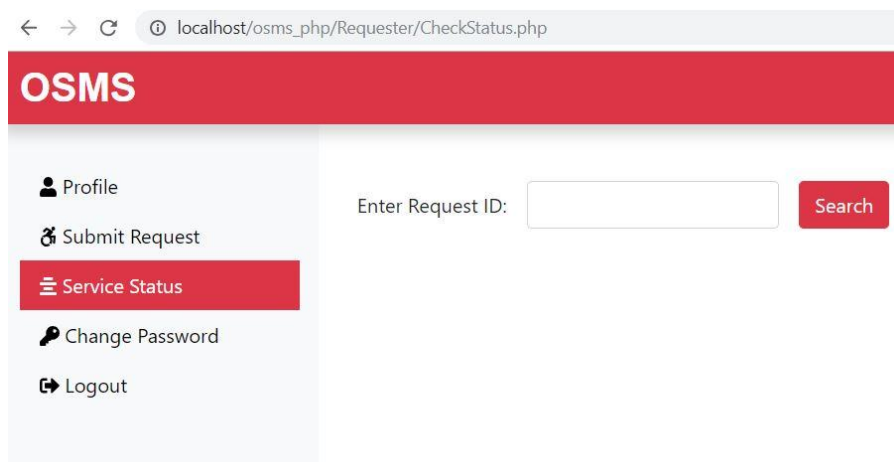 localhost/osms_php/Requester/CheckStatus.php
OSMS
Profile
Submit Request
Service Status
Change Password
Logout
Enter Request ID:
Search